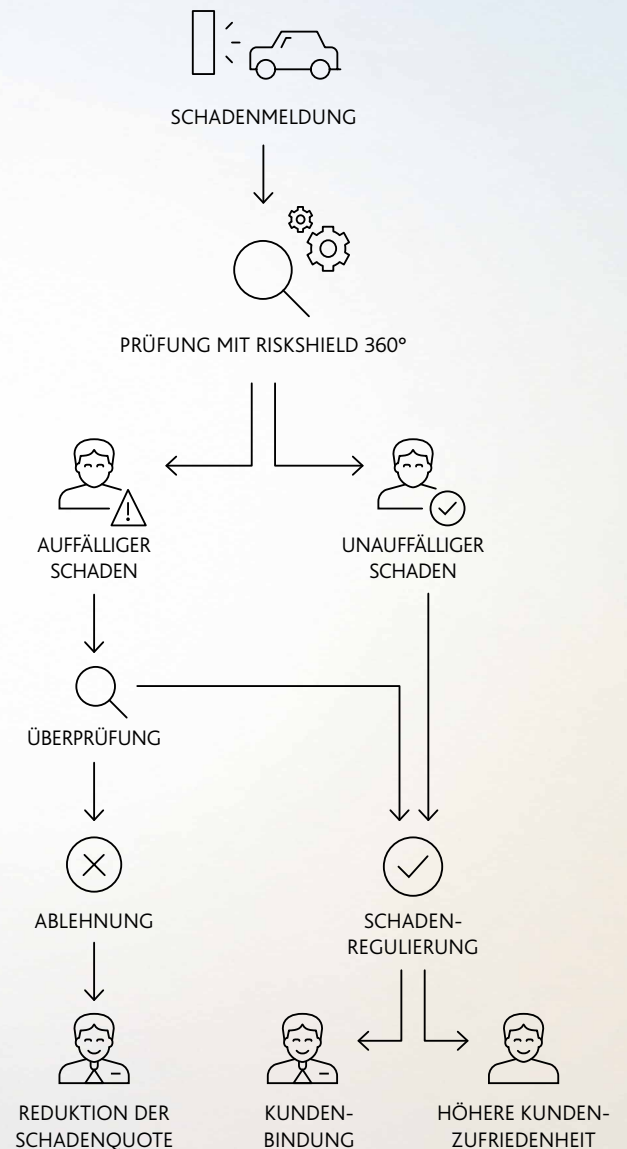 SCHADENMELDUNG
PRÜFUNG MIT RISKSHIELD 360°
AUFFÄLLIGER
SCHADEN
UNAUFFÄLLIGER
SCHADEN
ÜBERPRÜFUNG
ABLEHNUNG
SCHADEN-
REGULIERUNG
REDUKTION DER
SCHADENQUOTE
KUNDEN-
BINDUNG
HÖHERE KUNDEN-
ZUFRIEDENHEIT